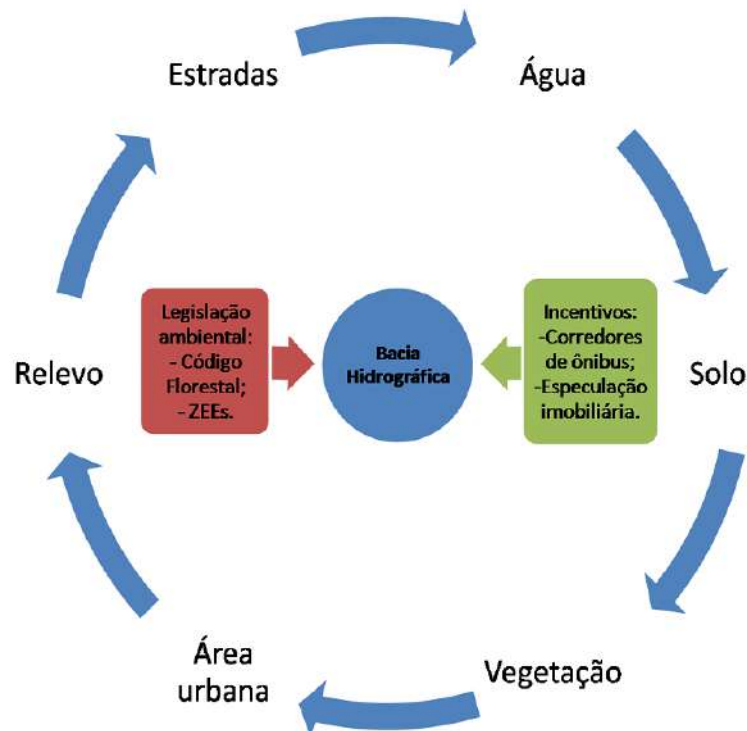 Estradas
Água
Legislação
ambiental:
- Código
Florestal;
- ZEEs.
Bacia
Hidrográfica
Incentivos:
-Corredores
de ônibus;
-Especulação
imobiliária.
Relevo
Solo
Área
urbana
Vegetação